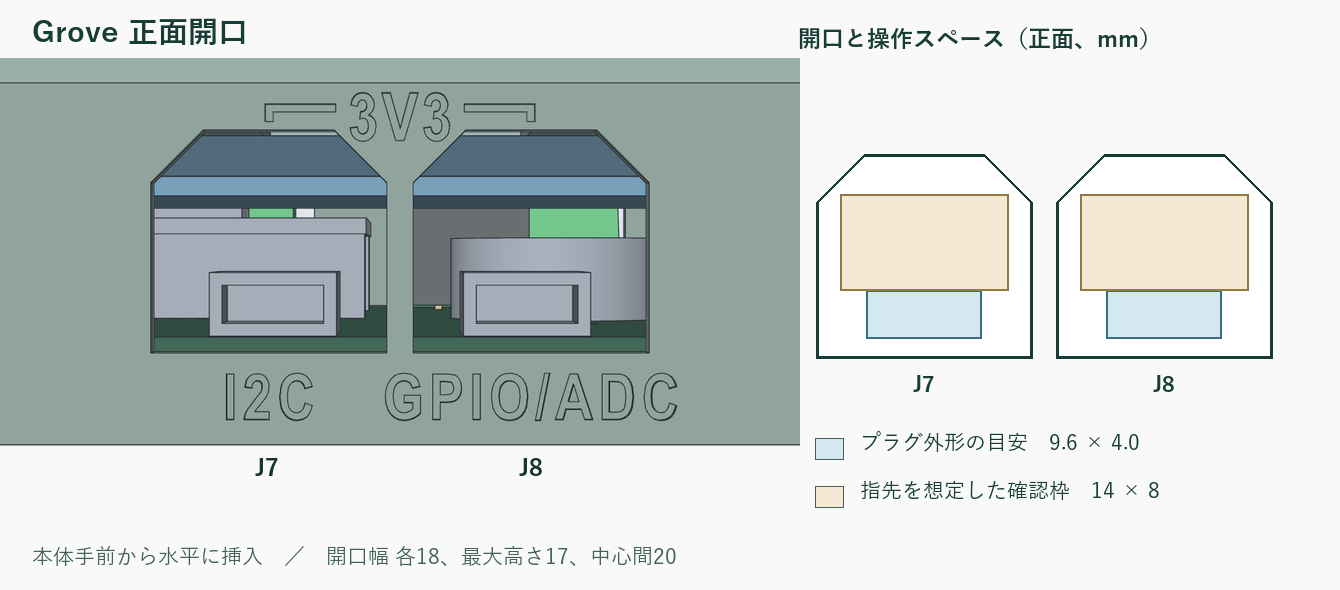 Grove 正面開口
開口と操作スペース（正面、mm）
3V3
I2C
GPIO/ADC
J7
J8
J7
J8
プラグ外形の目安　9.6 × 4.0
指先を想定した確認枠　14 × 8
本体手前から水平に挿入　／　開口幅 各18、最大高さ17、中心間20